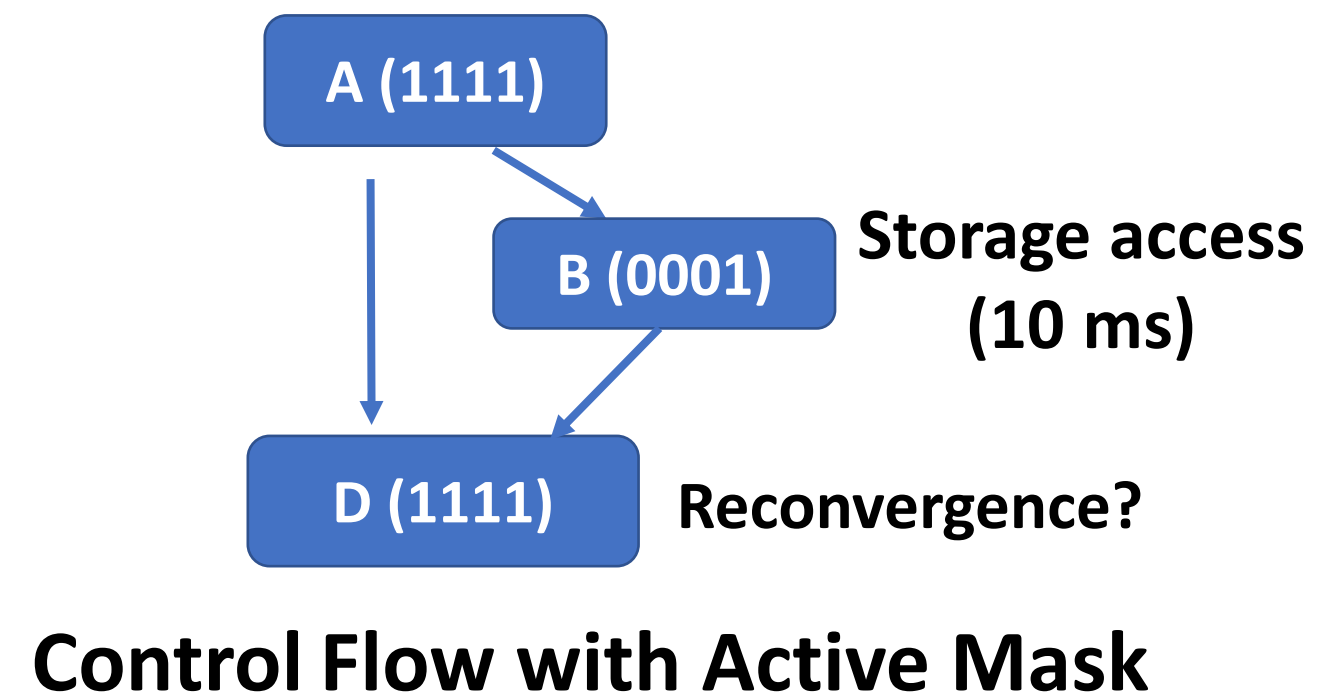 A (1111)
B (0001)
Storage access
(10 ms)
D (1111)
Reconvergence?
Control Flow with Active Mask